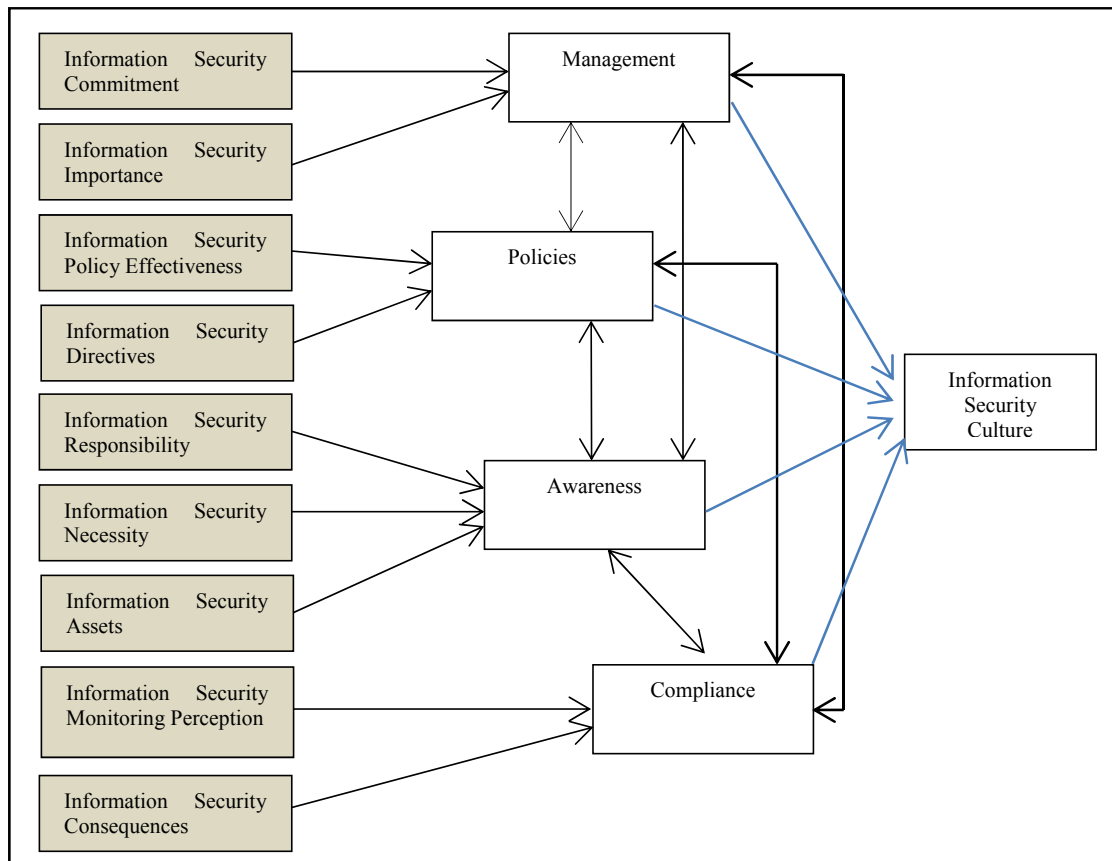 Information Security
Commitment
Management
Information Security
Importance
Information Security
Policy Effectiveness
Policies
Information Security
Directives
Information
Security
Culture
Information Security
Responsibility
Awareness
Information Security
Necessity
Information Security
Assets
Information Security
Monitoring Perception
Compliance
Information Security
Consequences